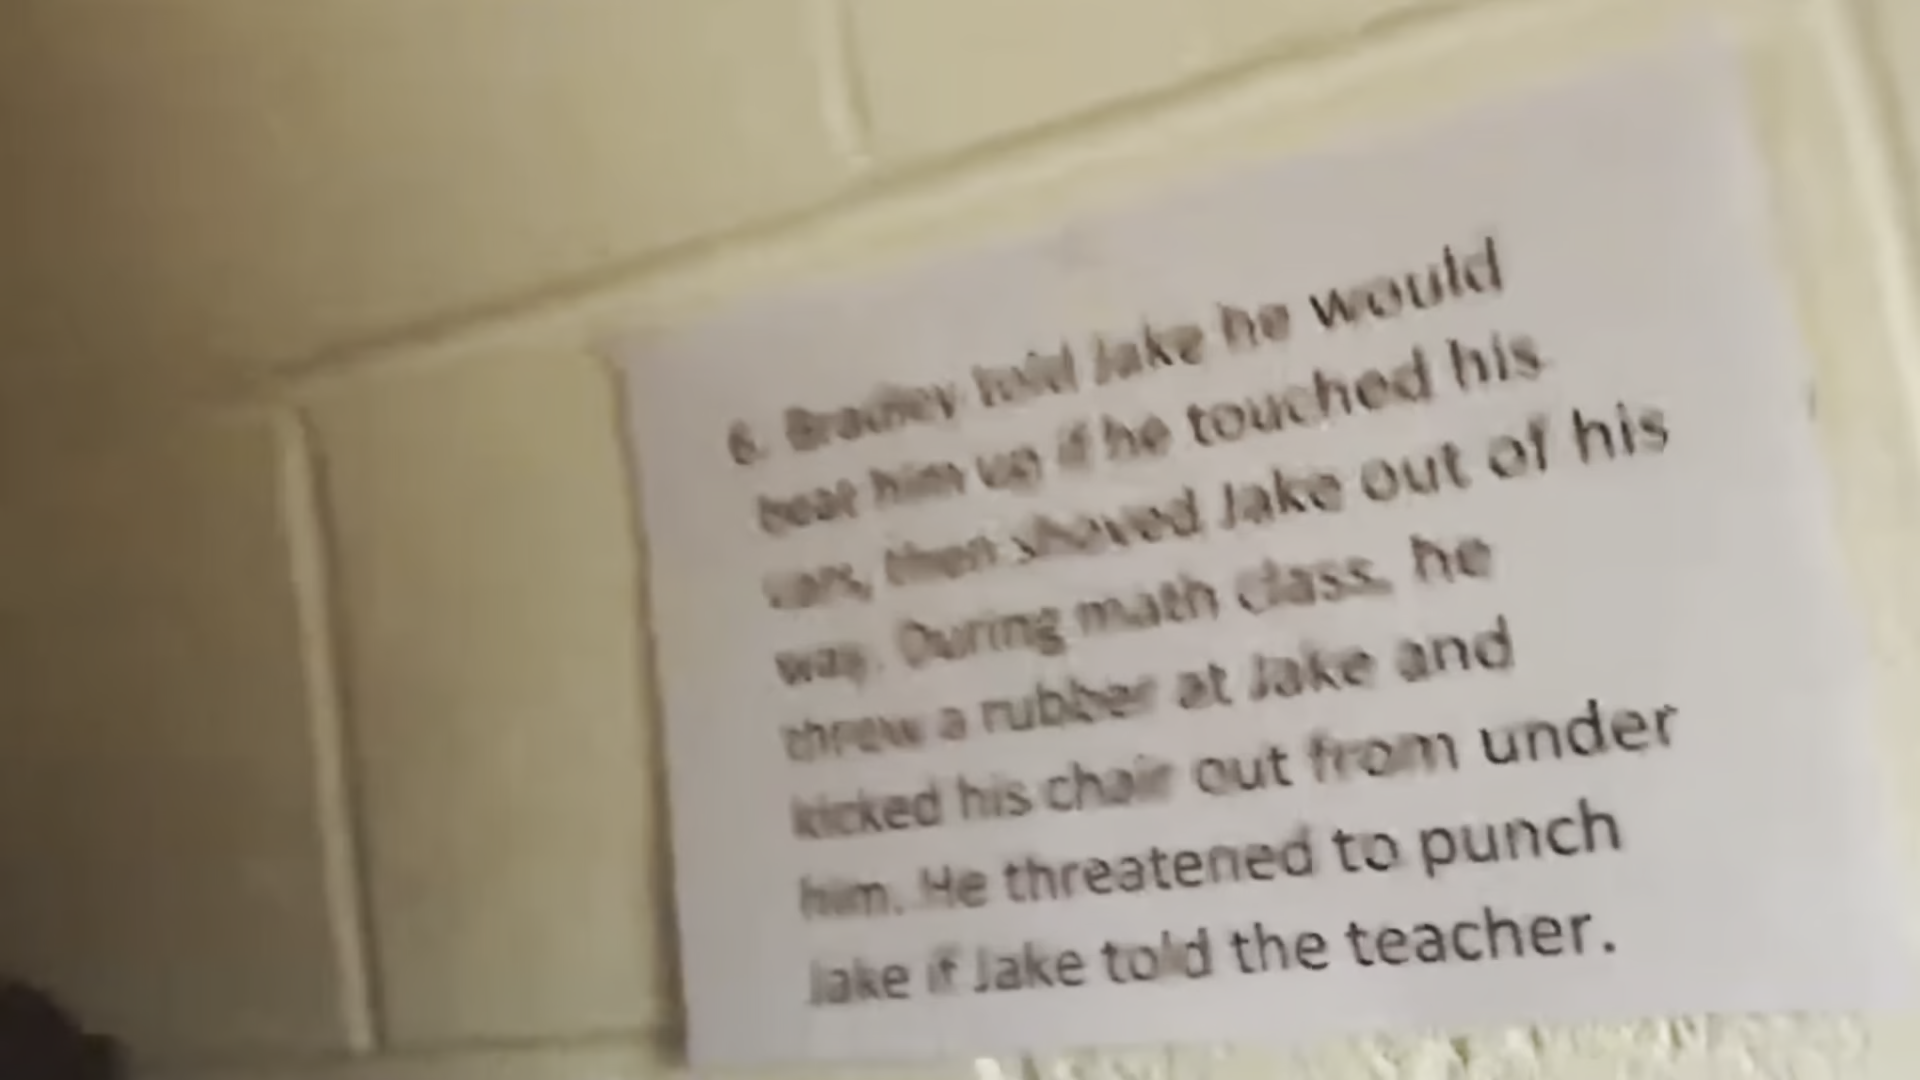 6. Bradley told Jake he would
beat him up if he touched his
cars, then shoved Jake out of his
way. During math class, he
threw a rubber at Jake and
kicked his chair out from under
him. He threatened to punch
Jake if Jake told the teacher.